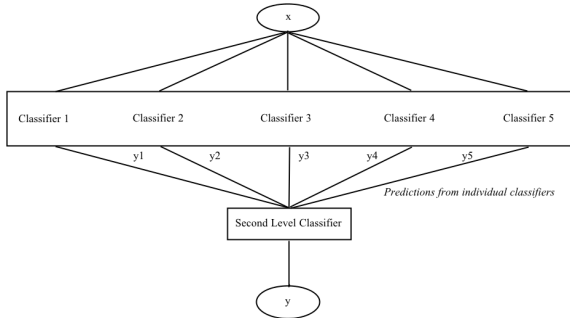 x
Classifier 1
Classifier 2
Classifier 3
Classifier 4
Classifier 5
y1
y2
y3
y4
y5
Predictions from individual classifiers
Second Level Classifier
y